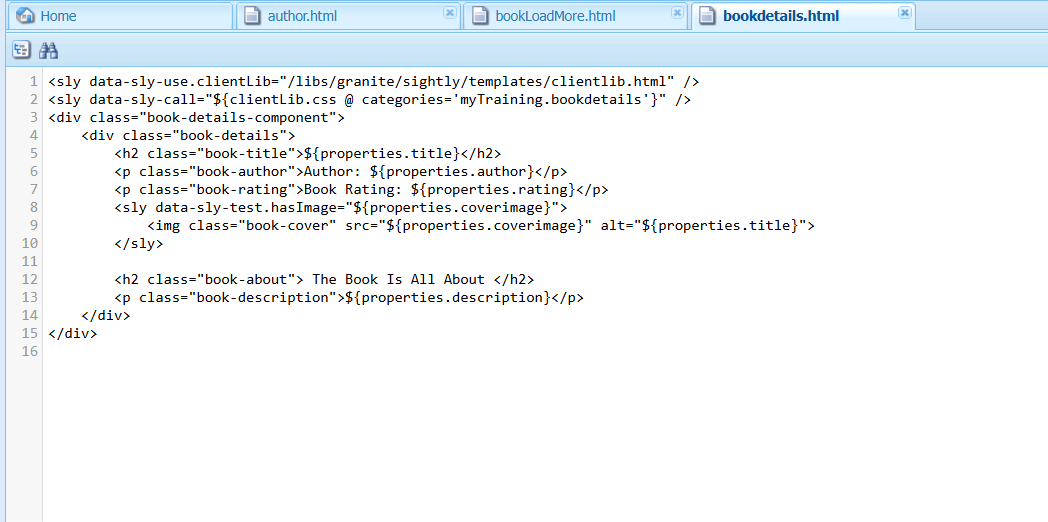 Home author.html bookLoadMore.html bookdetails.html
1 <sly data-sly-use.clientLib="/libs/granite/sightly/templates/clientlib.html" />
2 <sly data-sly-call="${clientLib.css @ categories='myTraining.bookdetails'}" />
3 <div class="book-details-component">
4     <div class="book-details">
5         <h2 class="book-title">${properties.title}</h2>
6         <p class="book-author">Author: ${properties.author}</p>
7         <p class="book-rating">Book Rating: ${properties.rating}</p>
8         <sly data-sly-test.hasImage="${properties.coverimage}">
9             <img class="book-cover" src="${properties.coverimage}" alt="${properties.title}">
10         </sly>
11
12         <h2 class="book-about"> The Book Is All About </h2>
13         <p class="book-description">${properties.description}</p>
14     </div>
15 </div>
16